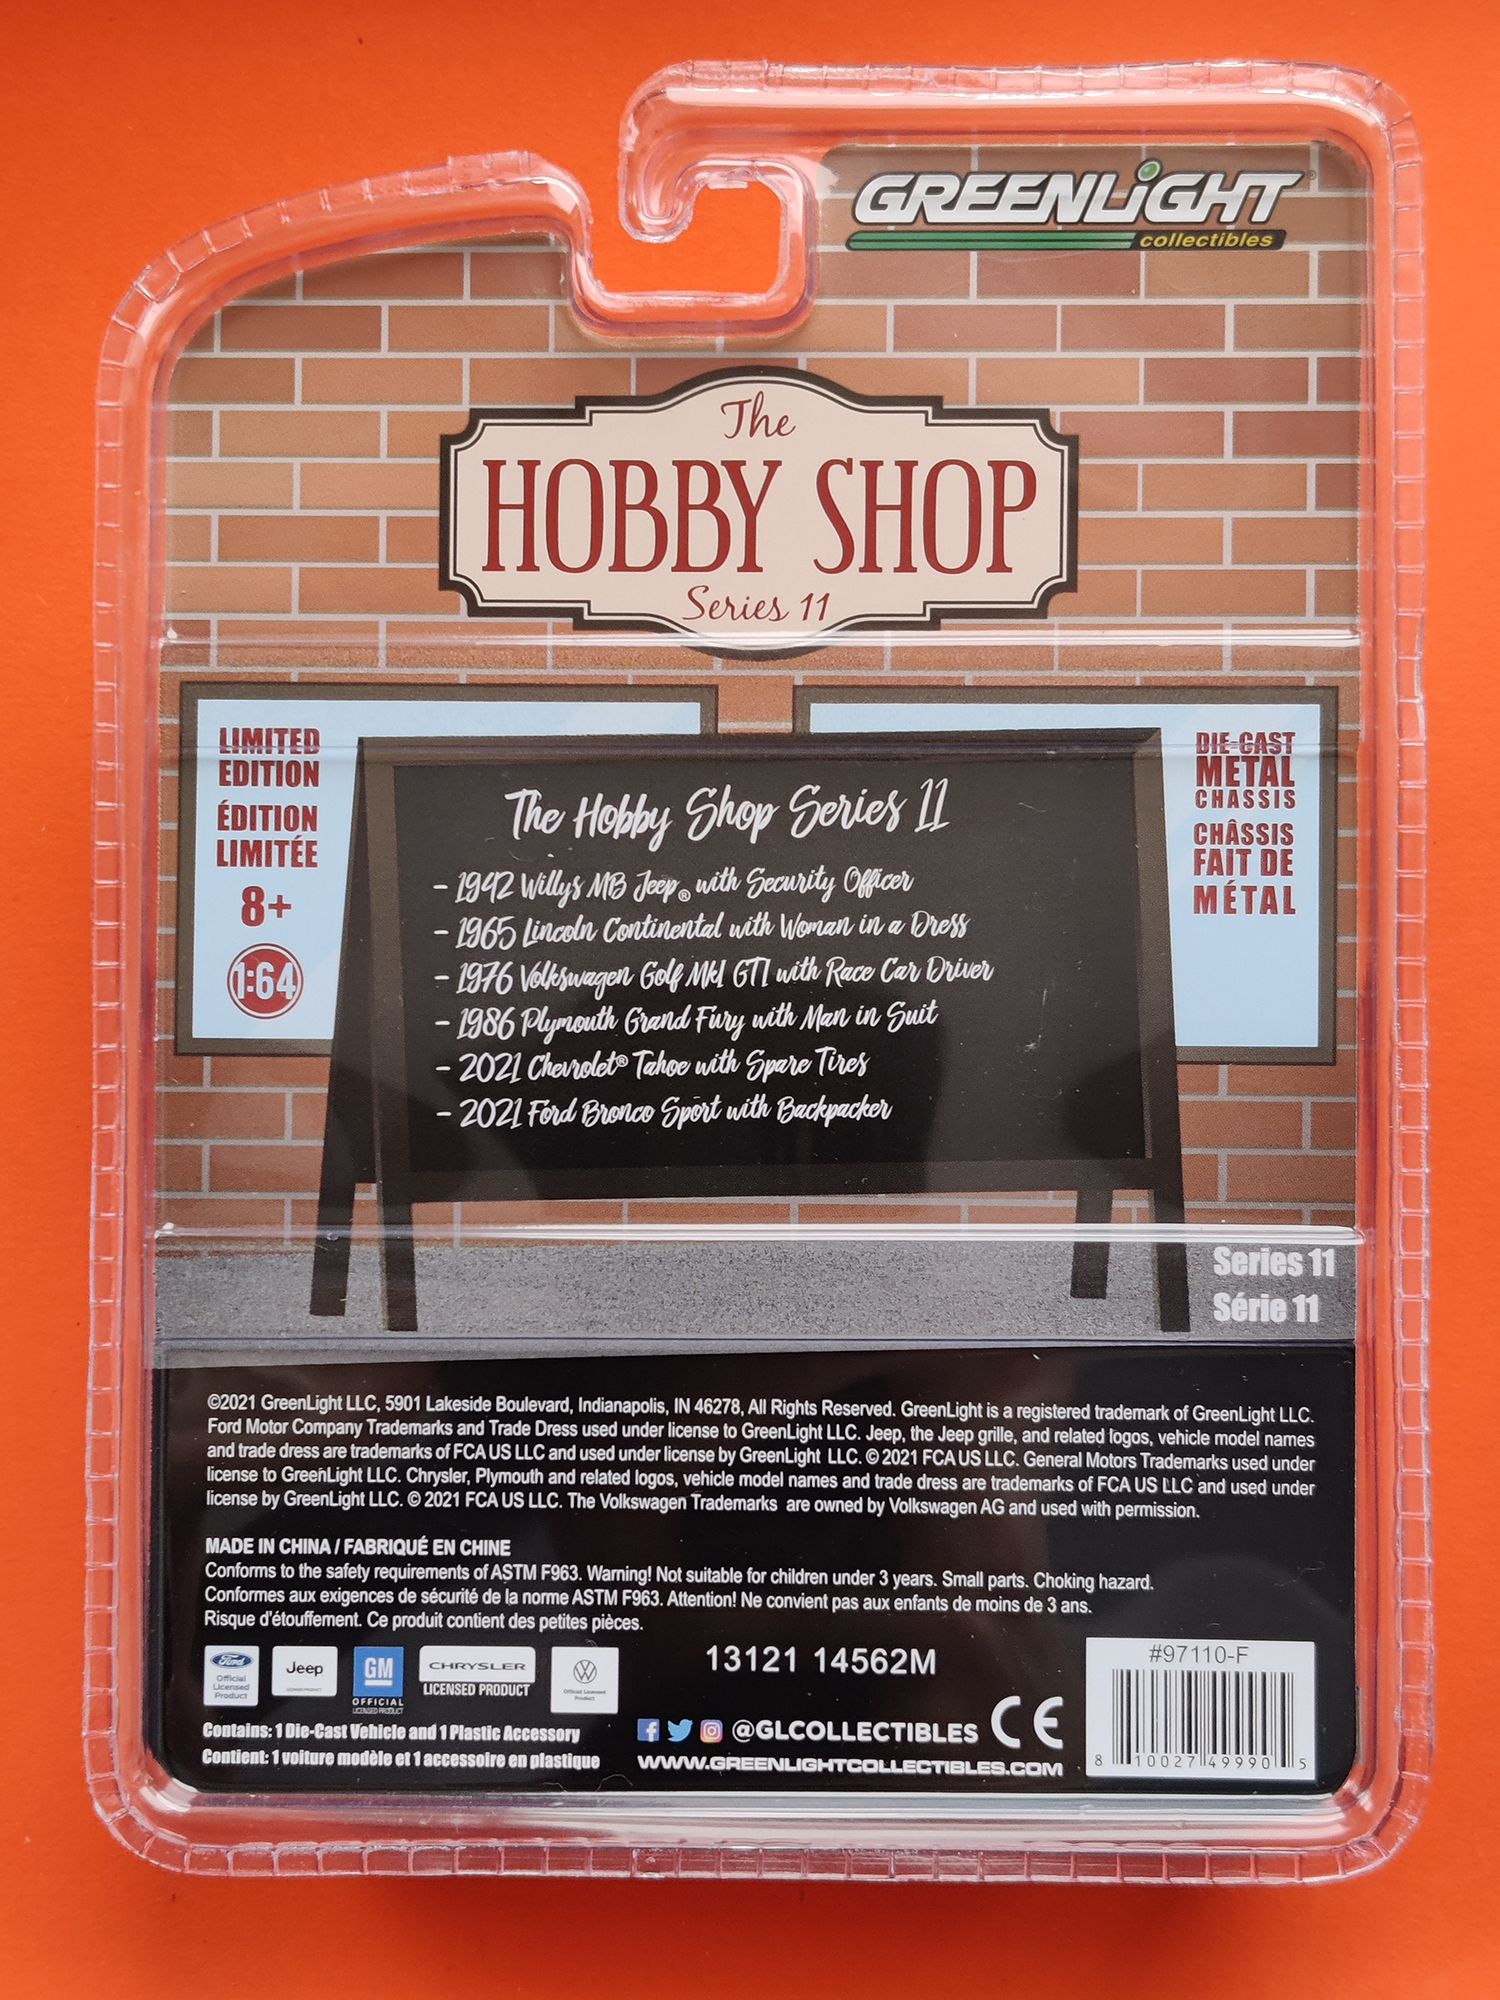 GREENLiGHT
collectibles
The
HOBBY SHOP
Series 11
LIMITED
EDITION
ÉDITION
LIMITÉE
8+
1:64
DIE-CAST
METAL
CHASSIS
CHÂSSIS
FAIT DE
MÉTAL
The Hobby Shop Series 11
- 1942 Willys MB Jeep® with Security Officer
- 1965 Lincoln Continental with Woman in a Dress
- 1976 Volkswagen Golf Mk1 GTI with Race Car Driver
- 1986 Plymouth Grand Fury with Man in Suit
- 2021 Chevrolet® Tahoe with Spare Tires
- 2021 Ford Bronco Sport with Backpacker
Series 11
Série 11
©2021 GreenLight LLC, 5901 Lakeside Boulevard, Indianapolis, IN 46278, All Rights Reserved. GreenLight is a registered trademark of GreenLight LLC.
Ford Motor Company Trademarks and Trade Dress used under license to GreenLight LLC. Jeep, the Jeep grille, and related logos, vehicle model names
and trade dress are trademarks of FCA US LLC and used under license by GreenLight LLC. © 2021 FCA US LLC. General Motors Trademarks used under
license to GreenLight LLC. Chrysler, Plymouth and related logos, vehicle model names and trade dress are trademarks of FCA US LLC and used under
license by GreenLight LLC. © 2021 FCA US LLC. The Volkswagen Trademarks are owned by Volkswagen AG and used with permission.
MADE IN CHINA / FABRIQUÉ EN CHINE
Conforms to the safety requirements of ASTM F963. Warning! Not suitable for children under 3 years. Small parts. Choking hazard.
Conformes aux exigences de sécurité de la norme ASTM F963. Attention! Ne convient pas aux enfants de moins de 3 ans.
Risque d'étouffement. Ce produit contient des petites pièces.
Ford
Official
Licensed
Product
Jeep
LICENSED PRODUCT
GM
OFFICIAL
LICENSED PRODUCT
CHRYSLER
LICENSED PRODUCT
Official Licensed
Product
13121 14562M
#97110-F
Contains: 1 Die-Cast Vehicle and 1 Plastic Accessory
Contient: 1 voiture modèle et 1 accessoire en plastique
@GLCOLLECTIBLES
WWW.GREENLIGHTCOLLECTIBLES.COM
CE
8 10027 49990 5